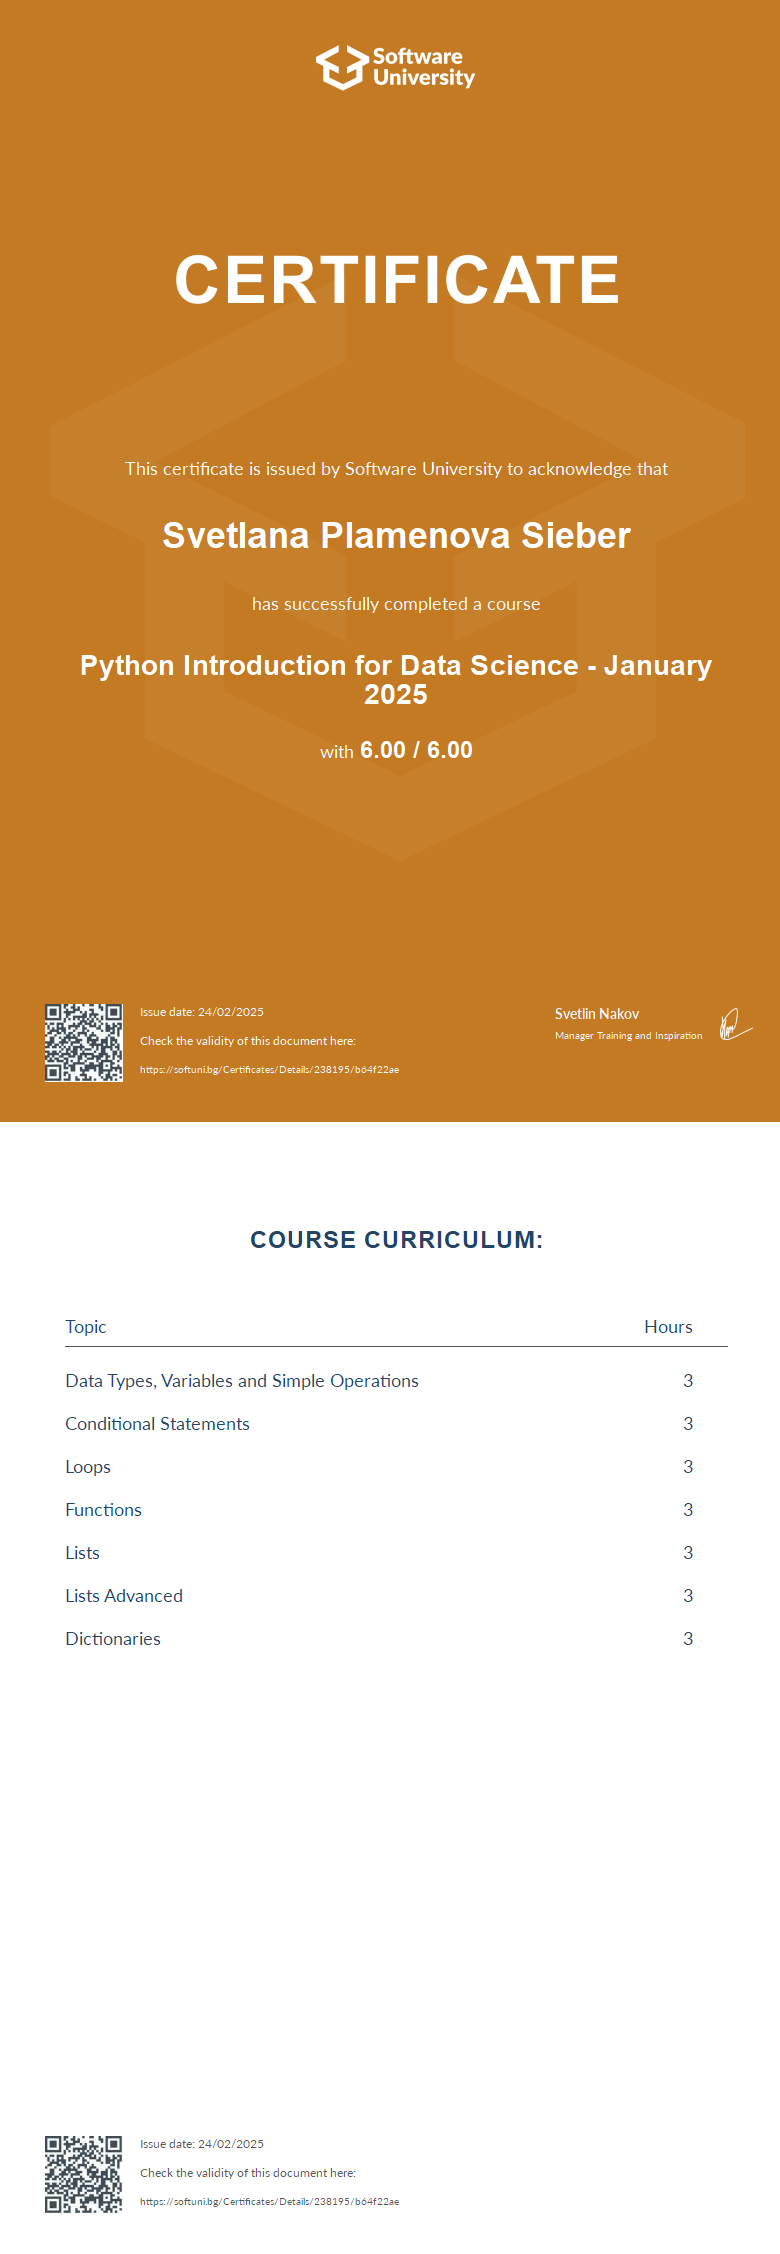 Software
University
CERTIFICATE
This certificate is issued by Software University to acknowledge that
Svetlana Plamenova Sieber
has successfully completed a course
Python Introduction for Data Science - January
2025
with 6.00 / 6.00
Issue date: 24/02/2025
Check the validity of this document here:
https://softuni.bg/Certificates/Details/238195/b64f22ae
Svetlin Nakov
Manager Training and Inspiration
COURSE CURRICULUM:
Topic Hours
Data Types, Variables and Simple Operations 3
Conditional Statements 3
Loops 3
Functions 3
Lists 3
Lists Advanced 3
Dictionaries 3
Issue date: 24/02/2025
Check the validity of this document here:
https://softuni.bg/Certificates/Details/238195/b64f22ae